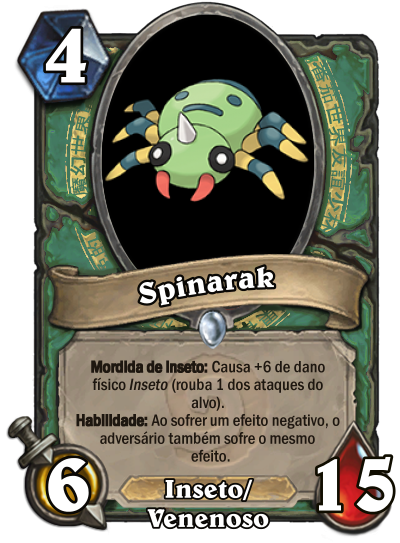 4
Spinarak
Mordida de Inseto: Causa +6 de dano
físico Inseto (rouba 1 dos ataques do
alvo).
Habilidade: Ao sofrer um efeito negativo, o
adversário também sofre o mesmo
efeito.
6
Inseto/
Venenoso
15